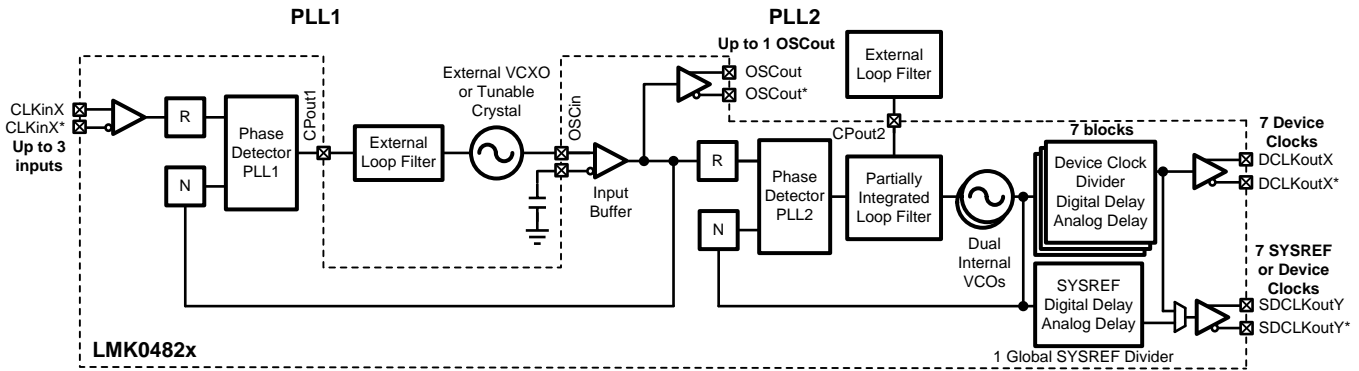 PLL1
PLL2
Up to 1 OSCout
External
Loop Filter
OSCout
OSCout*
External VCXO
or Tunable
Crystal
CLKinX
CLKinX*
Up to 3
inputs
R
N
Phase
Detector
PLL1
CPout1
External
Loop Filter
OSCin
Input
Buffer
R
N
Phase
Detector
PLL2
CPout2
Partially
Integrated
Loop Filter
Dual
Internal
VCOs
7 blocks
Device Clock
Divider
Digital Delay
Analog Delay
7 Device
Clocks
DCLKoutX
DCLKoutX*
SYSREF
Digital Delay
Analog Delay
1 Global SYSREF Divider
7 SYSREF
or Device
Clocks
SDCLKoutY
SDCLKoutY*
LMK0482x